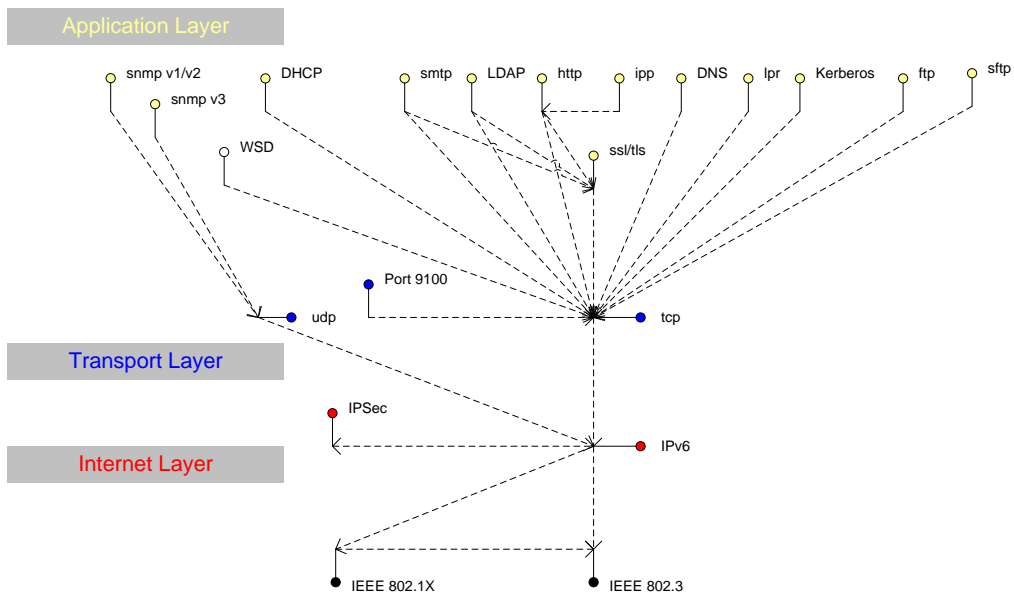 Application Layer
snmp v1/v2
DHCP
smtp
LDAP
http
ipp
DNS
lpr
Kerberos
ftp
sftp
snmp v3
WSD
ssl/tls
Port 9100
udp
tcp
Transport Layer
IPSec
IPv6
Internet Layer
IEEE 802.1X
IEEE 802.3